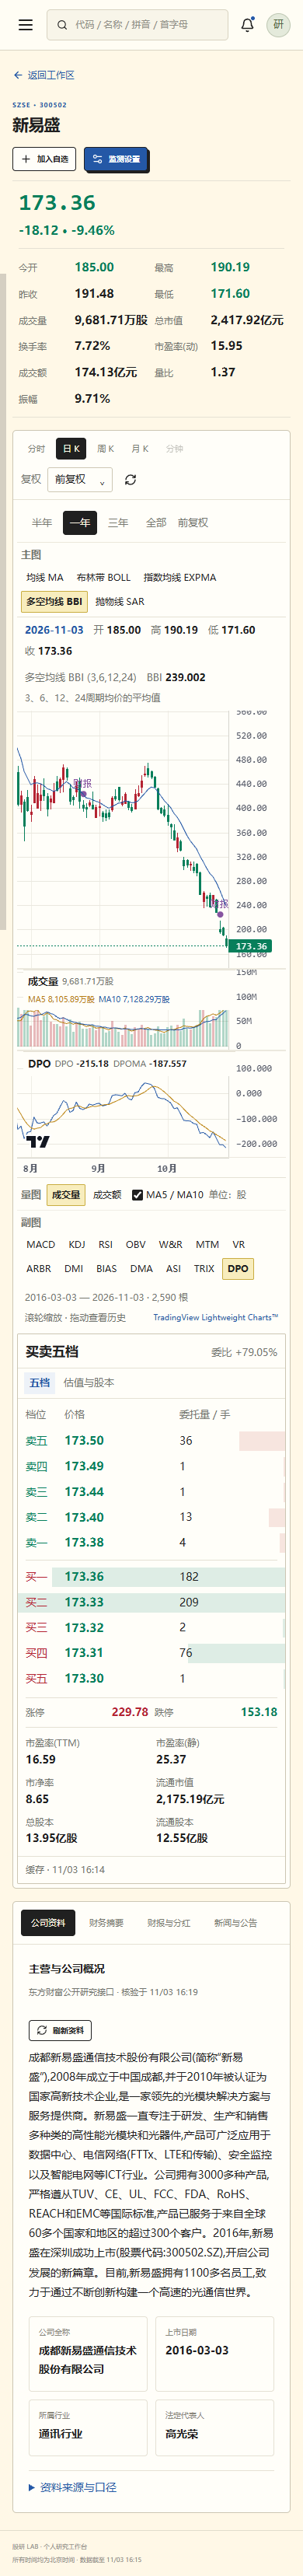 代码 / 名称 / 拼音 / 首字母
研
返回工作区
SZSE • 300502
新易盛
加入自选
监测设置
173.36
-18.12 • -9.46%
今开 185.00 最高 190.19
昨收 191.48 最低 171.60
成交量 9,681.71万股 总市值 2,417.92亿元
换手率 7.72% 市盈率(动) 15.95
成交额 174.13亿元 量比 1.37
振幅 9.71%
分时 日 K 周 K 月 K 分钟
复权 前复权
半年 一年 三年 全部 前复权
主图
均线 MA 布林带 BOLL 指数均线 EXPMA
多空均线 BBI 抛物线 SAR
2026-11-03 开 185.00 高 190.19 低 171.60
收 173.36
多空均线 BBI (3,6,12,24) BBI 239.002
3、6、12、24周期均价的平均值
560.00
520.00
480.00
440.00
400.00
360.00
320.00
280.00
240.00
200.00
173.36
160.00
财报
财报
成交量 9,681.71万股
MA5 8,105.89万股 MA10 7,128.29万股
150M
100M
50M
0
DPO DPO -215.18 DPOMA -187.557
100.000
0.000
-100.000
-200.000
8月 9月 10月
量图 成交量 成交额 MA5 / MA10 单位: 股
副图
MACD KDJ RSI OBV W&R MTM VR
ARBR DMI BIAS DMA ASI TRIX DPO
2016-03-03 — 2026-11-03 · 2,590 根
滚轮缩放 · 拖动查看历史 TradingView Lightweight Charts™
买卖五档 委比 +79.05%
五档 估值与股本
档位 价格 委托量 / 手
卖五 173.50 36
卖四 173.49 1
卖三 173.44 1
卖二 173.40 13
卖一 173.38 4
买一 173.36 182
买二 173.33 209
买三 173.32 2
买四 173.31 76
买五 173.30 1
涨停 229.78 跌停 153.18
市盈率(TTM) 市盈率(静)
16.59 25.37
市净率 流通市值
8.65 2,175.19亿元
总股本 流通股本
13.95亿股 12.55亿股
缓存 · 11/03 16:14
公司资料 财务摘要 财报与分红 新闻与公告
主营与公司概况
东方财富公开研究接口 · 核验于 11/03 16:19
刷新资料
成都新易盛通信技术股份有限公司(简称“新易
盛”),2008年成立于中国成都,并于2010年被认证为
国家高新技术企业,是一家领先的光模块解决方案与
服务提供商。新易盛一直专注于研发、生产和销售
多种类的高性能光模块和光器件,产品可广泛应用于
数据中心、电信网络(FTTx、LTE和传输)、安全监控
以及智能电网等ICT行业。公司拥有3000多种产品,
严格遵从TUV、CE、UL、FCC、FDA、RoHS、
REACH和EMC等国际标准,产品已服务于来自全球
60多个国家和地区的超过300个客户。2016年,新易
盛在深圳成功上市(股票代码:300502.SZ),开启公司
发展的新篇章。目前,新易盛拥有1100多名员工,致
力于通过不断创新构建一个高速的光通信世界。
公司全称 上市日期
成都新易盛通信技术 2016-03-03
股份有限公司
所属行业 法定代表人
通讯行业 高光荣
资料来源与口径
股研 LAB · 个人研究工作台
所有时间均为北京时间 · 数据截至 11/03 16:15